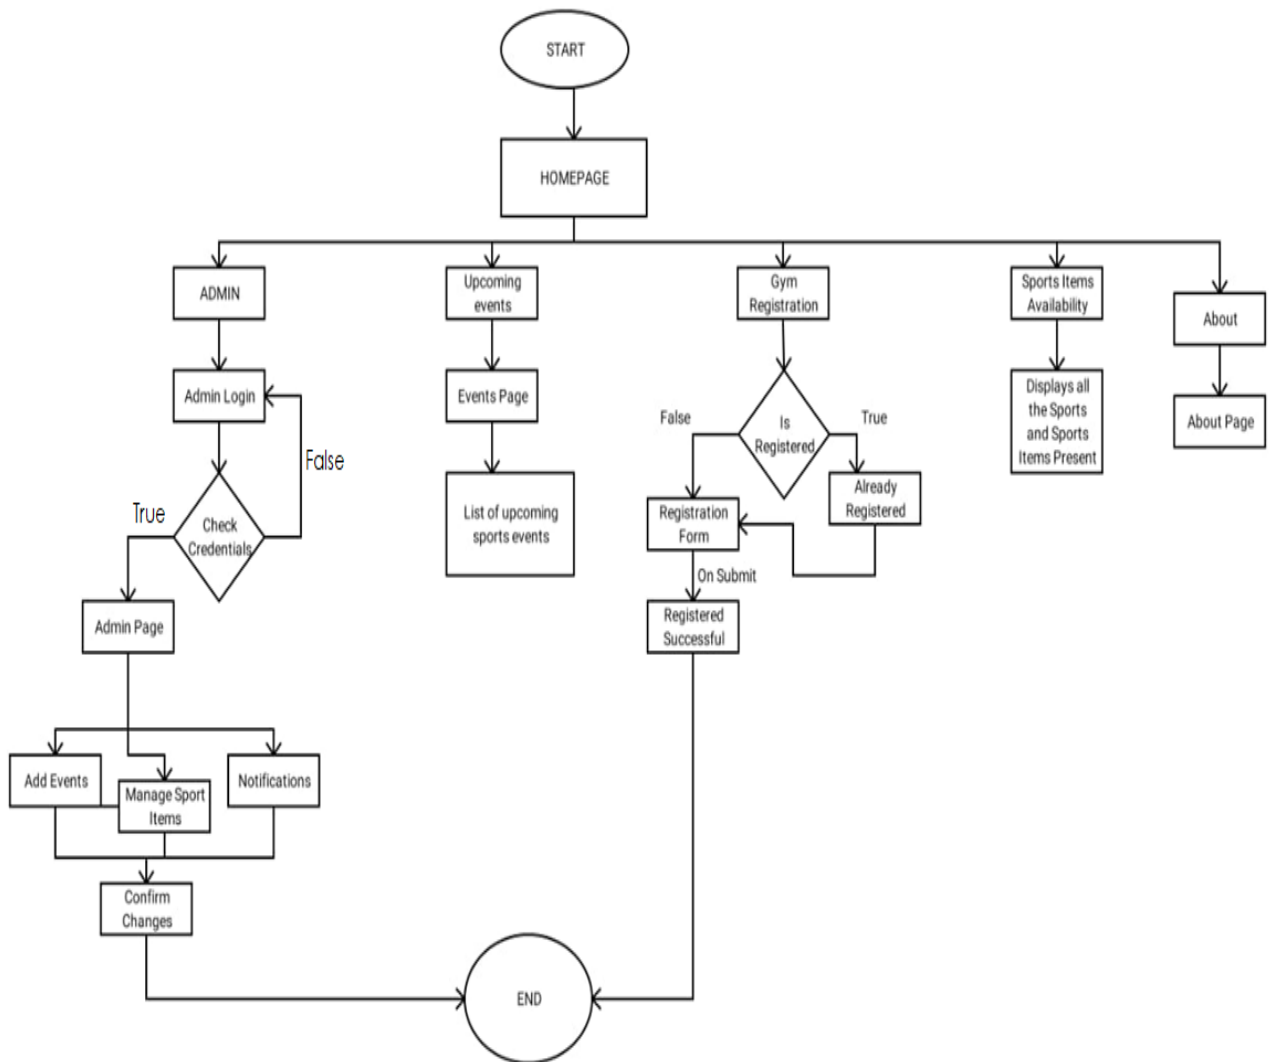 START
HOMEPAGE
ADMIN
Upcoming
events
Gym
Registration
Sports Items
Availability
About
Admin Login
Events Page
Is
Registered
False
True
Displays all
the Sports
and Sports
Items Present
About Page
False
True
Check
Credentials
List of upcoming
sports events
Registration
Form
Already
Registered
On Submit
Admin Page
Registered
Successful
Add Events
Manage Sport
Items
Notifications
Confirm
Changes
END